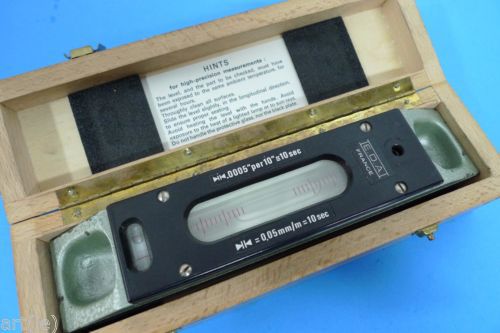 HINTS
for high-precision measurements:
The level, and the part to be checked, must have
been exposed to the same ambient temperature for
several hours.
Thoughly clean all surfaces.
Slide the level slightly, in the longitudinal direction,
to ensure proper seating.
Avoid heating the level with the hands. Avoid
exposure to the heat of a lighted lamp or to sun rays.
Do not handle the protective glass, nor the black plate.
.0005" per 10" = 10 sec
EDA
FRANCE
= 0,05 mm/m = 10 sec